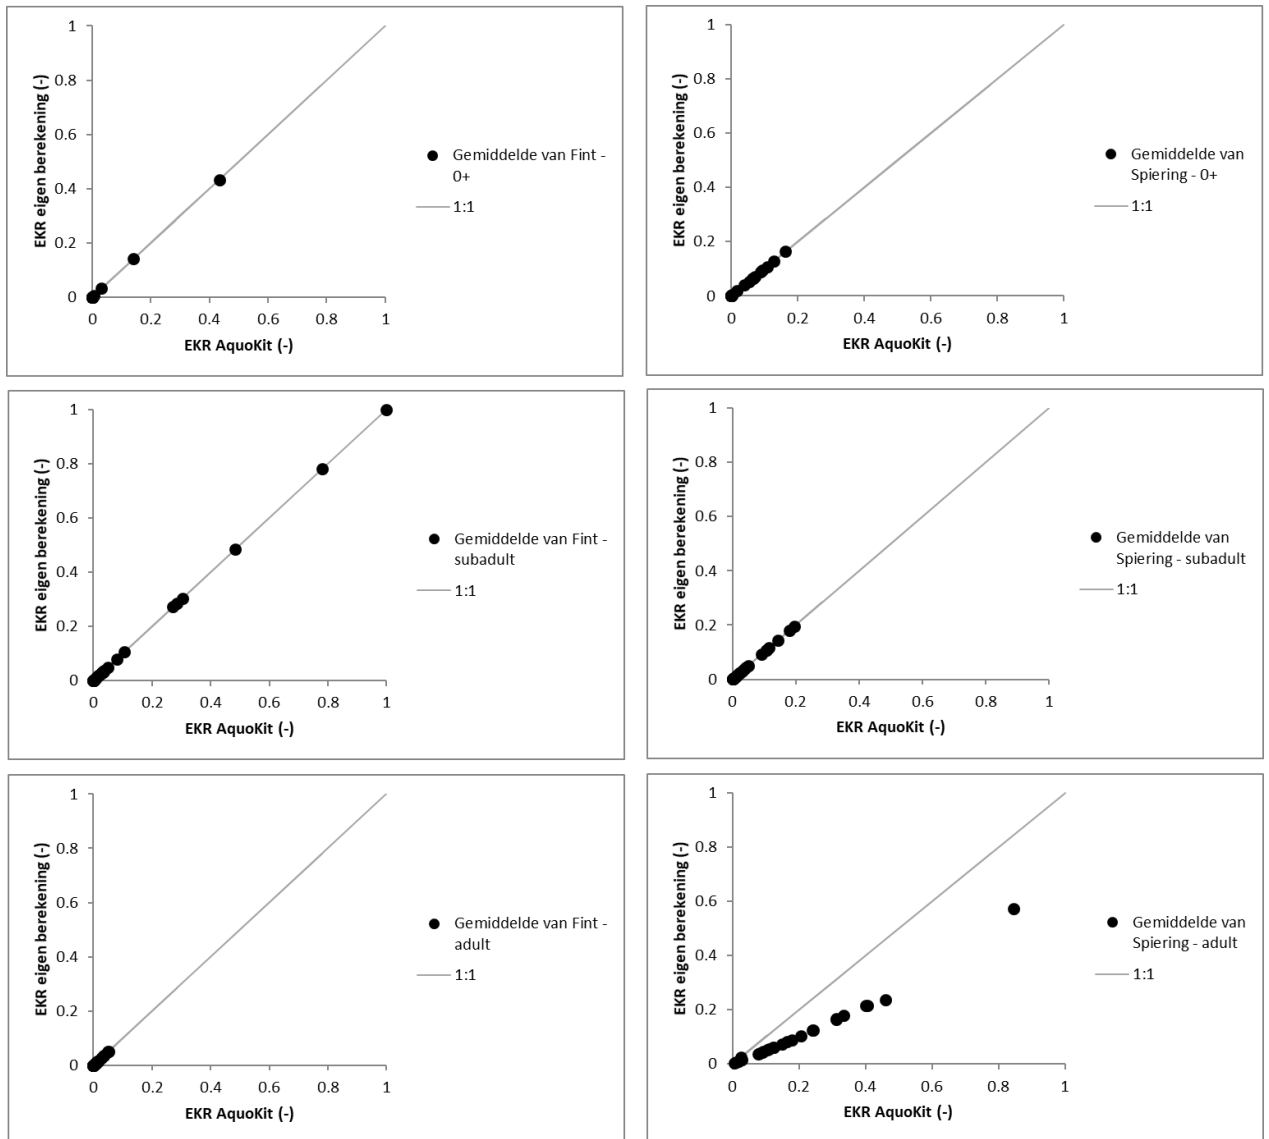 1
0.8
0.6
0.4
0.2
0
EKR eigen berekening (-)
0 0.2 0.4 0.6 0.8 1
EKR AquoKit (-)
Gemiddelde van Fint -
0+
1:1
1
0.8
0.6
0.4
0.2
0
EKR eigen berekening (-)
0 0.2 0.4 0.6 0.8 1
EKR AquoKit (-)
Gemiddelde van
Spiering - 0+
1:1
1
0.8
0.6
0.4
0.2
0
EKR eigen berekening (-)
0 0.2 0.4 0.6 0.8 1
EKR AquoKit (-)
Gemiddelde van Fint -
subadult
1:1
1
0.8
0.6
0.4
0.2
0
EKR eigen berekening (-)
0 0.2 0.4 0.6 0.8 1
EKR AquoKit (-)
Gemiddelde van
Spiering - subadult
1:1
1
0.8
0.6
0.4
0.2
0
EKR eigen berekening (-)
0 0.2 0.4 0.6 0.8 1
EKR AquoKit (-)
Gemiddelde van Fint -
adult
1:1
1
0.8
0.6
0.4
0.2
0
EKR eigen berekening (-)
0 0.2 0.4 0.6 0.8 1
EKR AquoKit (-)
Gemiddelde van
Spiering - adult
1:1